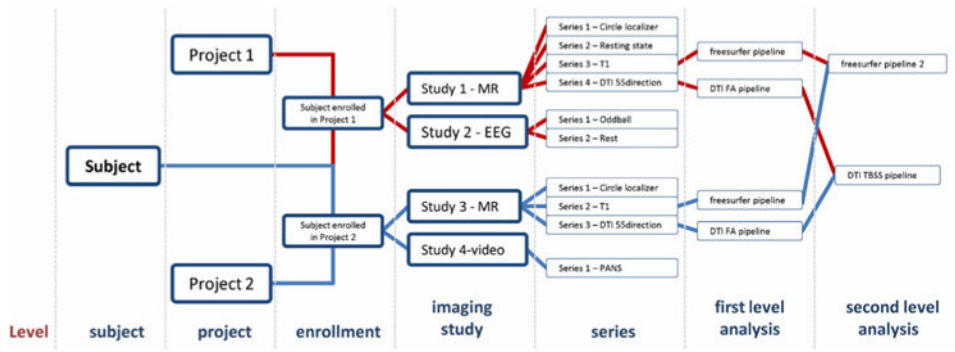 Project 1
Subject
Project 2
Subject enrolled
in Project 1
Subject enrolled
in Project 2
Study 1 - MR
Study 2 - EEG
Study 3 - MR
Study 4-video
Series 1 – Circle localizer
Series 2 – Resting state
Series 3 – T1
Series 4 – DTI 55direction
Series 1 – Oddball
Series 2 – Rest
Series 1 – Circle localizer
Series 2 – T1
Series 3 – DTI 55direction
Series 1 – PANS
freesurfer pipeline
DTI FA pipeline
freesurfer pipeline
DTI FA pipeline
freesurfer pipeline 2
DTI TBSS pipeline
Level
subject
project
enrollment
imaging
study
series
first level
analysis
second level
analysis